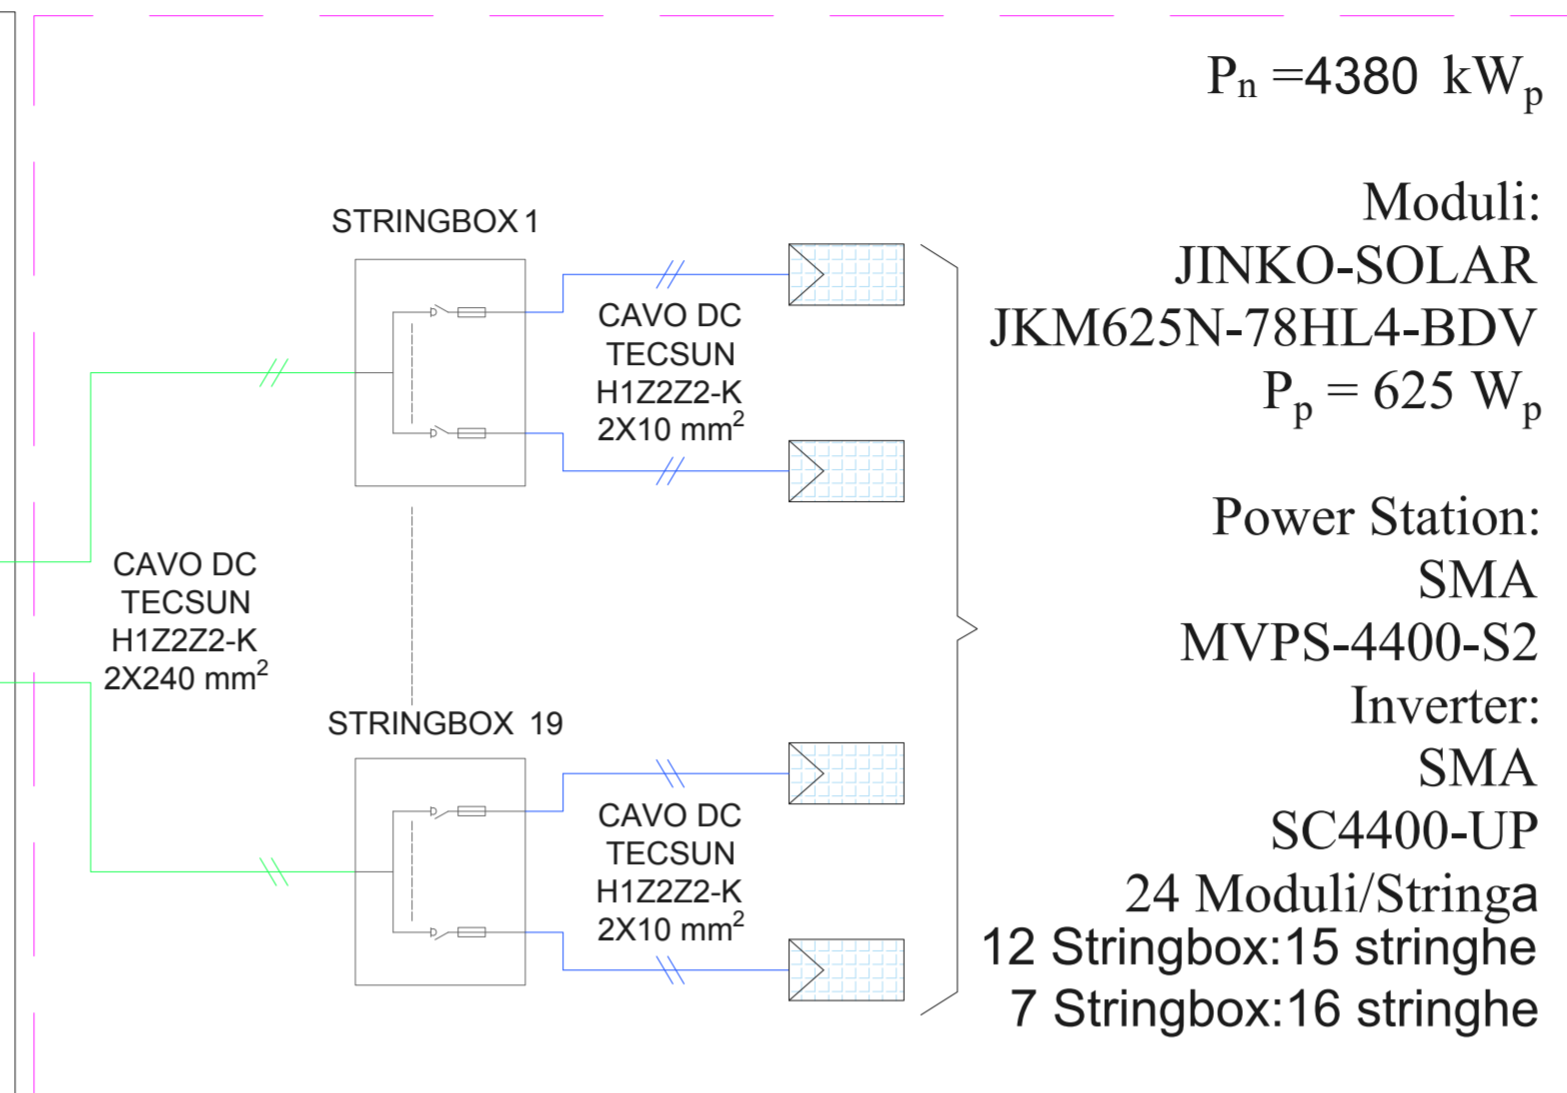 Pn =4380 kWp
Moduli:
JINKO-SOLAR
JKM625N-78HL4-BDV
Pp = 625 Wp
Power Station:
SMA
MVPS-4400-S2
Inverter:
SMA
SC4400-UP
24 Moduli/Stringa
12 Stringbox:15 stringhe
7 Stringbox:16 stringhe
STRINGBOX 1
CAVO DC
TECSUN
H1Z2Z2-K
2X10 mm²
CAVO DC
TECSUN
H1Z2Z2-K
2X240 mm²
STRINGBOX 19
CAVO DC
TECSUN
H1Z2Z2-K
2X10 mm²